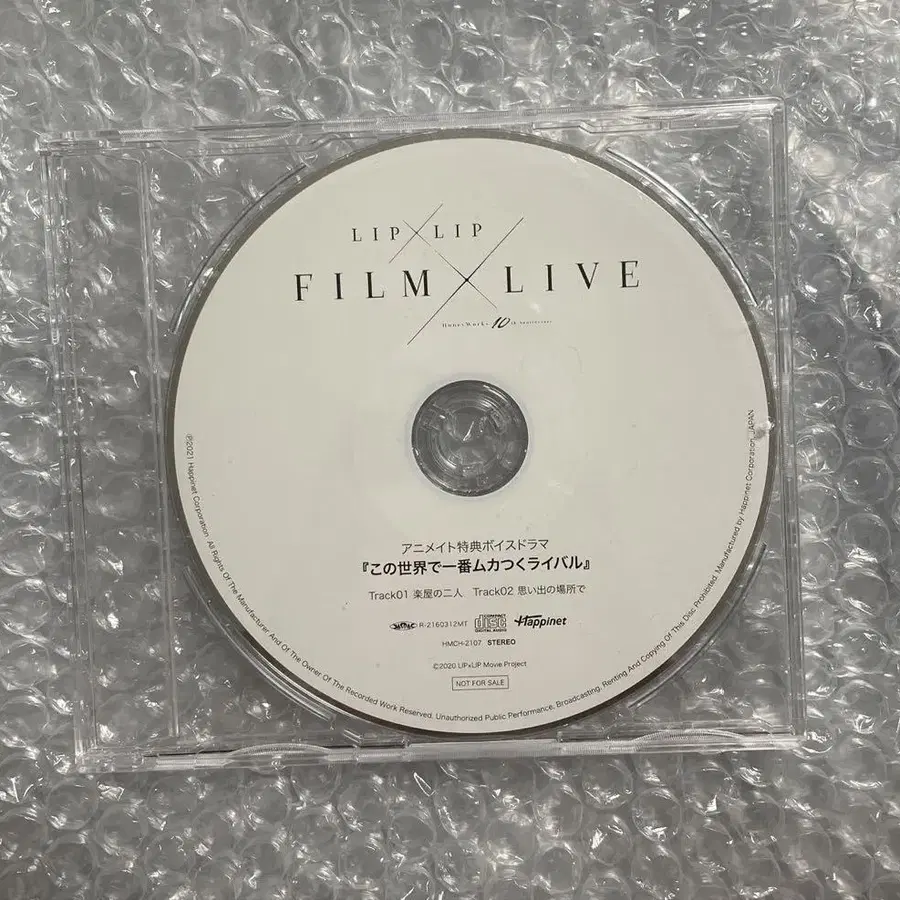 LIP×LIP
FILM×LIVE
HoneyWorks 10th Anniversary
アニメイト特典ボイスドラマ
『この世界で一番ムカつくライバル』
Track01 楽屋の二人 Track02 思い出の場所で
R-2160312MT
disc
DIGITAL AUDIO
Happinet
HMCH-2107 STEREO
©2020 LIP×LIP Movie Project
NOT FOR SALE
℗2021 Happinet Corporation. All Rights Of The Manufacturer And Of The Owner Of The Recorded Work Reserved. Unauthorized Public Performance, Broadcasting, Renting And Copying Of This Disc Prohibited. Manufactured by Happinet Corporation, JAPAN